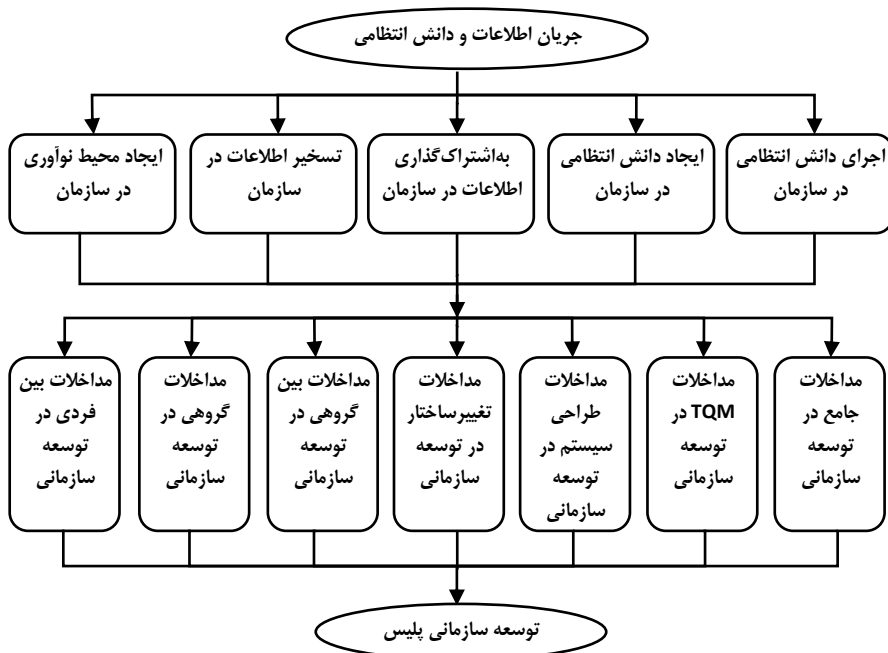 جریان اطلاعات و دانش انتظامی
اجرای دانش انتظامی
در سازمان
ایجاد دانش انتظامی
در سازمان
به‌اشتراک‌گذاری
اطلاعات در سازمان
تسخیر اطلاعات در
سازمان
ایجاد محیط نوآوری
در سازمان
مداخلات
جامع در
توسعه
سازمانی
مداخلات
TQM در
توسعه
سازمانی
مداخلات
طراحی
سیستم در
توسعه
سازمانی
مداخلات
تغییرساختار
در توسعه
سازمانی
مداخلات بین
گروهی در
توسعه
سازمانی
مداخلات
گروهی در
توسعه
سازمانی
مداخلات بین
فردی در
توسعه
سازمانی
توسعه سازمانی پلیس